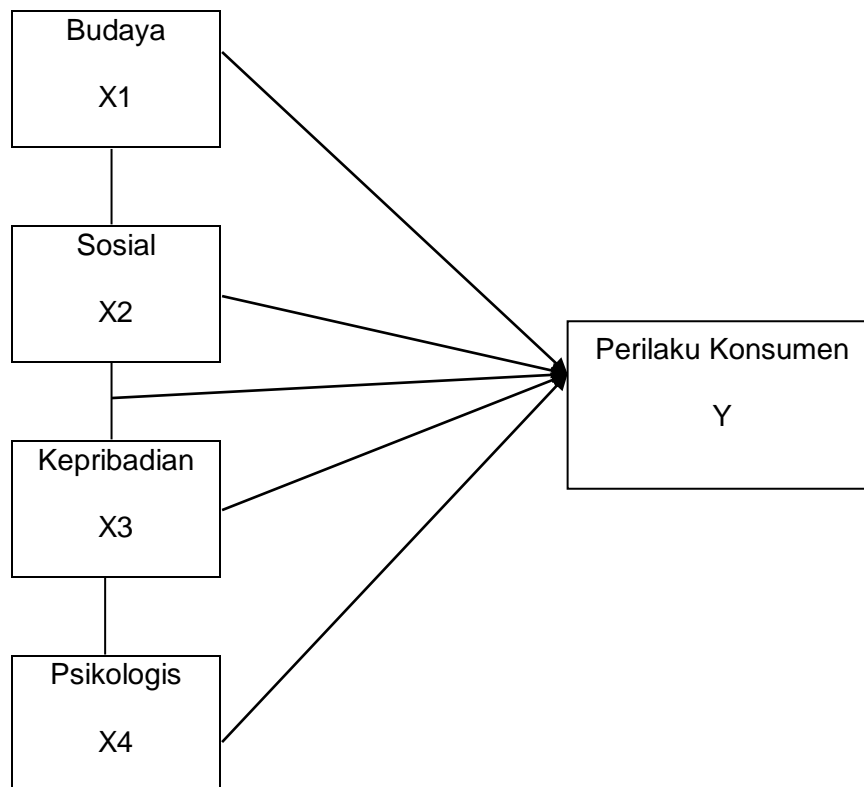 Budaya
X1
Sosial
X2
Perilaku Konsumen
Y
Kepribadian
X3
Psikologis
X4